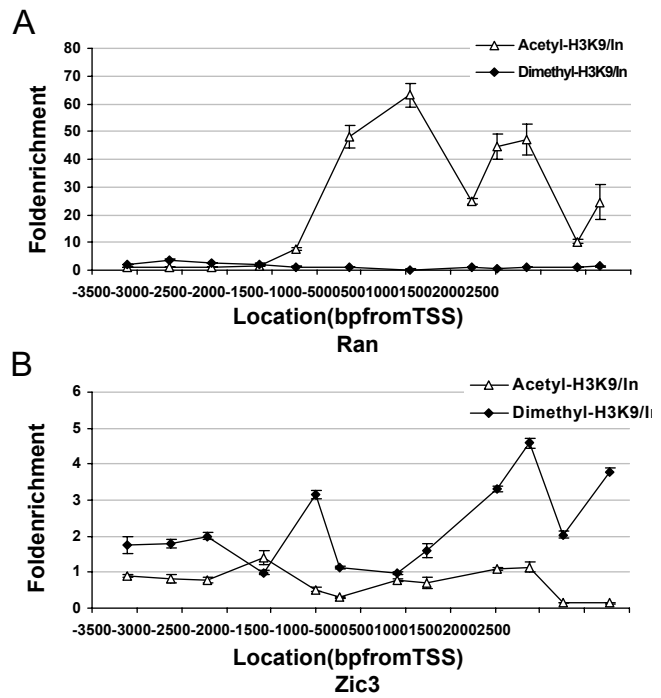 A
Acetyl-H3K9/In
Dimethyl-H3K9/In
80
70
60
50
40
30
20
10
0
Foldenrichment
-3500-3000-2500-2000-1500-1000-50005001000150020002500
Location(bpfromTSS)
Ran
B
Acetyl-H3K9/In
Dimethyl-H3K9/I
6
5
4
3
2
1
0
Foldenrichment
-3500-3000-2500-2000-1500-1000-5000500100015002000 2500
Location(bpfromTSS)
Zic3